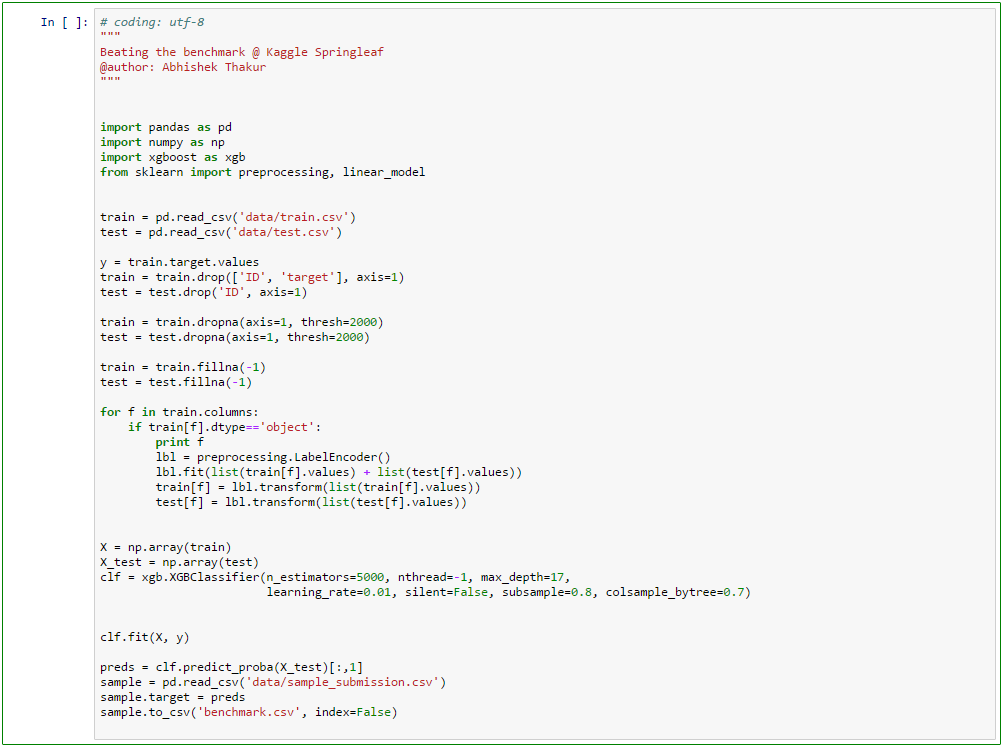 In [ ]:
# coding: utf-8
"""
Beating the benchmark @ Kaggle Springleaf
@author: Abhishek Thakur
"""
import pandas as pd
import numpy as np
import xgboost as xgb
from sklearn import preprocessing, linear_model
train = pd.read_csv('data/train.csv')
test = pd.read_csv('data/test.csv')
y = train.target.values
train = train.drop(['ID', 'target'], axis=1)
test = test.drop('ID', axis=1)
train = train.dropna(axis=1, thresh=2000)
test = test.dropna(axis=1, thresh=2000)
train = train.fillna(-1)
test = test.fillna(-1)
for f in train.columns:
    if train[f].dtype=='object':
        print f
        lbl = preprocessing.LabelEncoder()
        lbl.fit(list(train[f].values) + list(test[f].values))
        train[f] = lbl.transform(list(train[f].values))
        test[f] = lbl.transform(list(test[f].values))
X = np.array(train)
X_test = np.array(test)
clf = xgb.XGBClassifier(n_estimators=5000, nthread=-1, max_depth=17,
                        learning_rate=0.01, silent=False, subsample=0.8, colsample_bytree=0.7)
clf.fit(X, y)
preds = clf.predict_proba(X_test)[:,1]
sample = pd.read_csv('data/sample_submission.csv')
sample.target = preds
sample.to_csv('benchmark.csv', index=False)